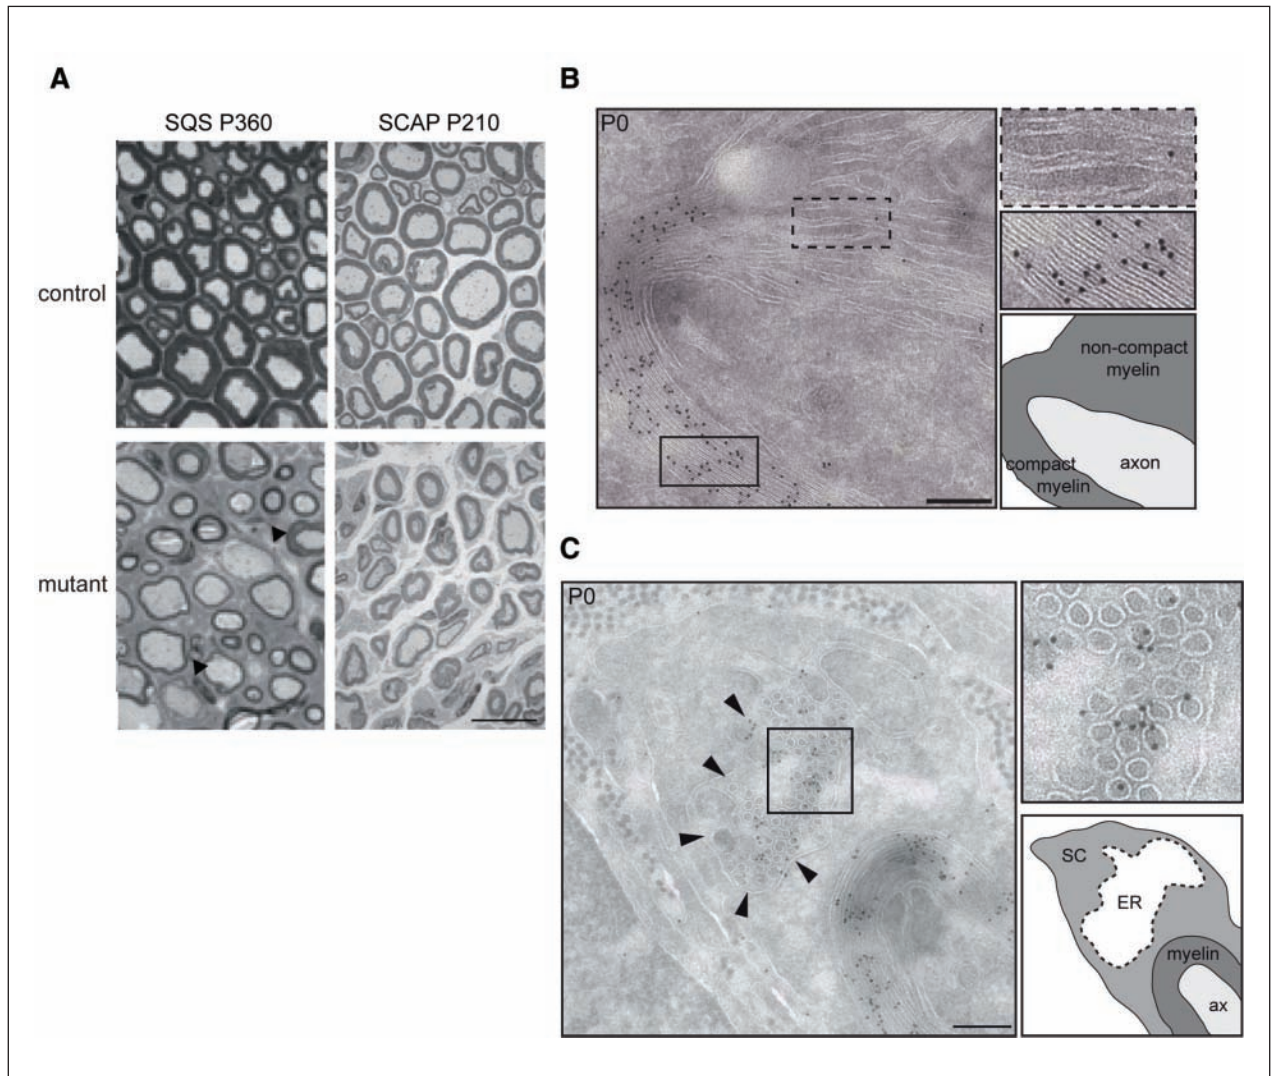 A
SQS P360
SCAP P210
control
mutant
B
P0
non-compact
myelin
compact
myelin
axon
C
P0
SC
ER
myelin
ax